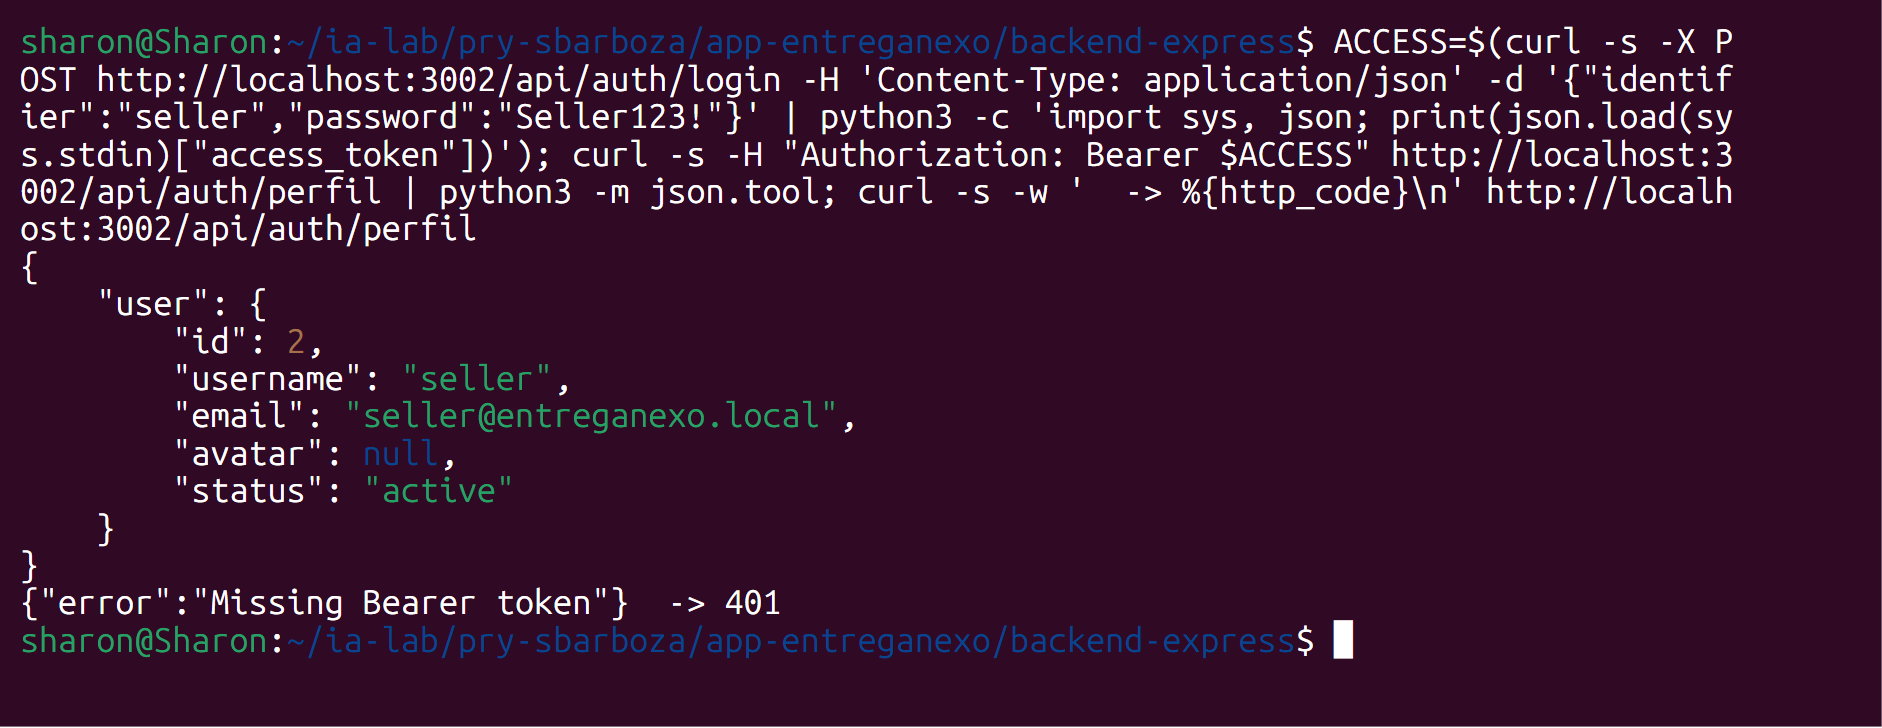 sharon@Sharon:~/ia-lab/pry-sbarboza/app-entreganexo/backend-express$ ACCESS=$(curl -s -X P
OST http://localhost:3002/api/auth/login -H 'Content-Type: application/json' -d '{"identif
ier":"seller","password":"Seller123!"}' | python3 -c 'import sys, json; print(json.load(sy
s.stdin)["access_token"])'); curl -s -H "Authorization: Bearer $ACCESS" http://localhost:3
002/api/auth/perfil | python3 -m json.tool; curl -s -w '  -> %{http_code}\n' http://localh
ost:3002/api/auth/perfil
{
    "user": {
        "id": 2,
        "username": "seller",
        "email": "seller@entreganexo.local",
        "avatar": null,
        "status": "active"
    }
}
{"error":"Missing Bearer token"}  -> 401
sharon@Sharon:~/ia-lab/pry-sbarboza/app-entreganexo/backend-express$